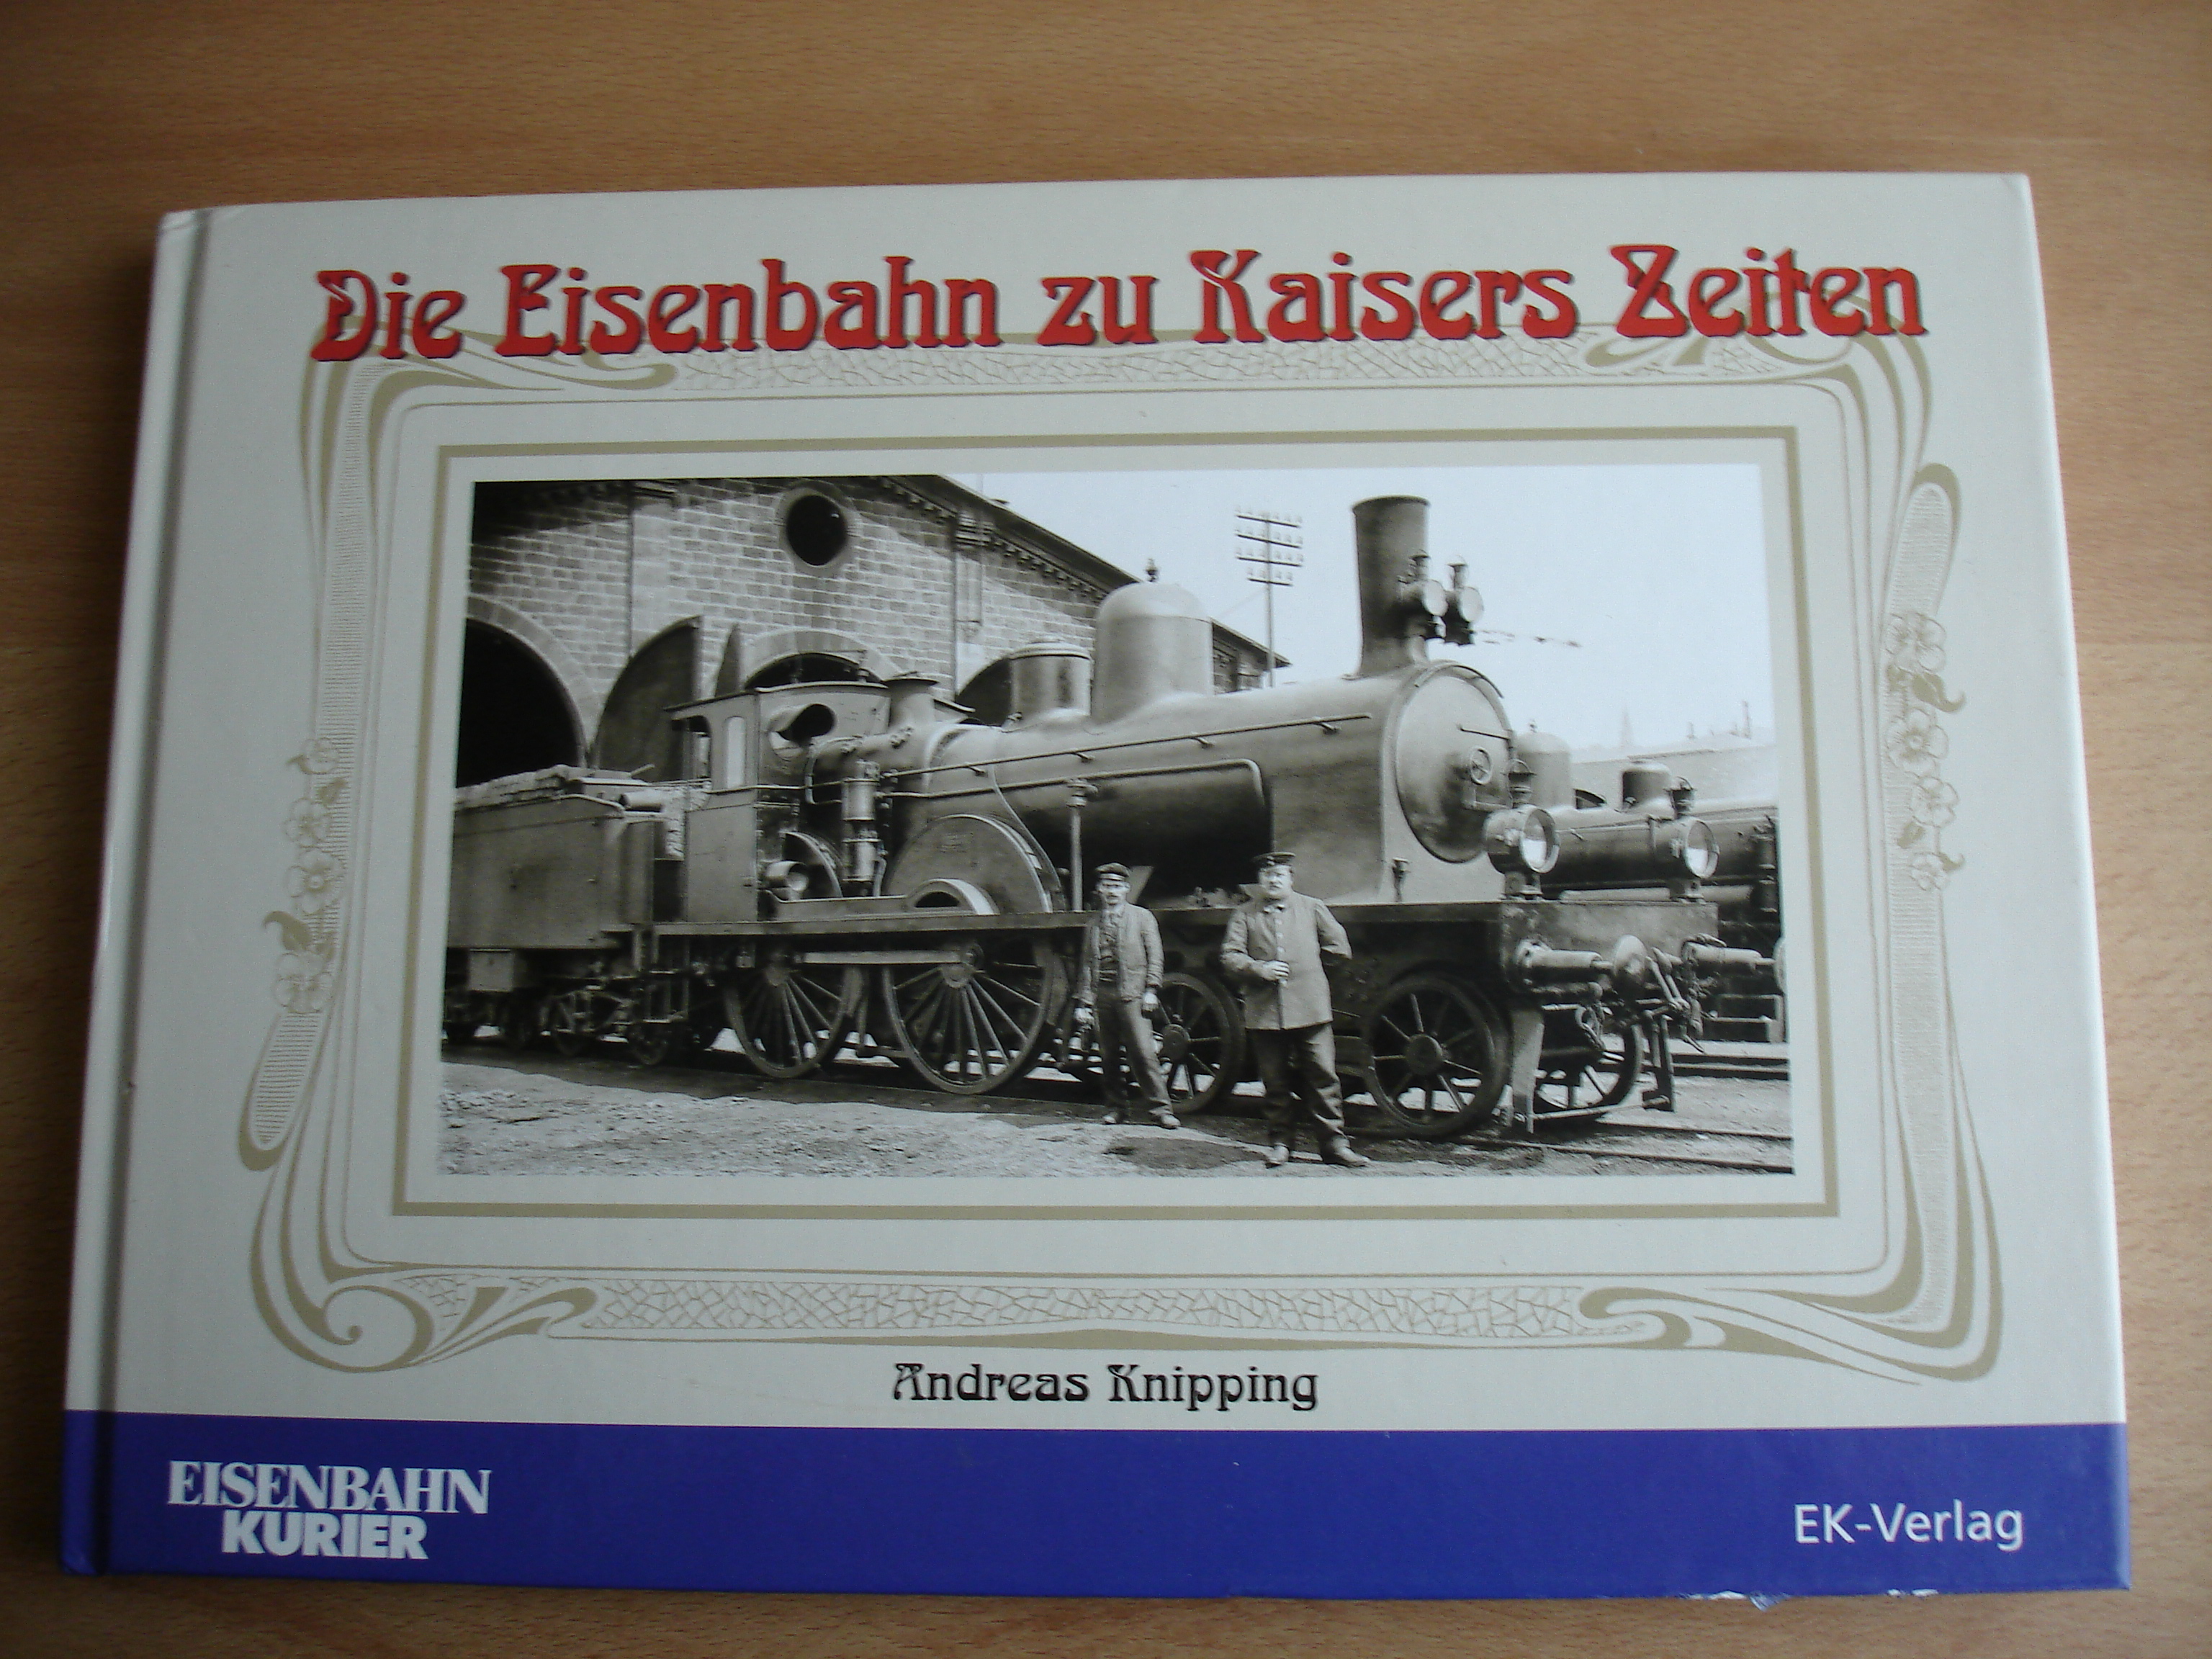 Die Eisenbahn zu Kaisers Zeiten
Andreas Knipping
EISENBAHN
KURIER
EK-Verlag